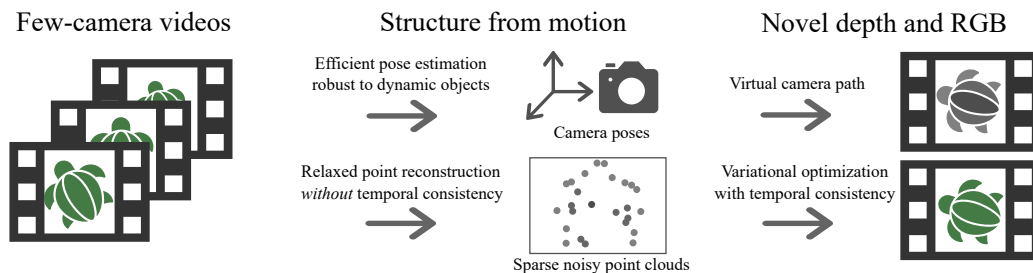 Few-camera videos
Structure from motion
Novel depth and RGB
Efficient pose estimation
robust to dynamic objects
Camera poses
Virtual camera path
Relaxed point reconstruction
without temporal consistency
Sparse noisy point clouds
Variational optimization
with temporal consistency